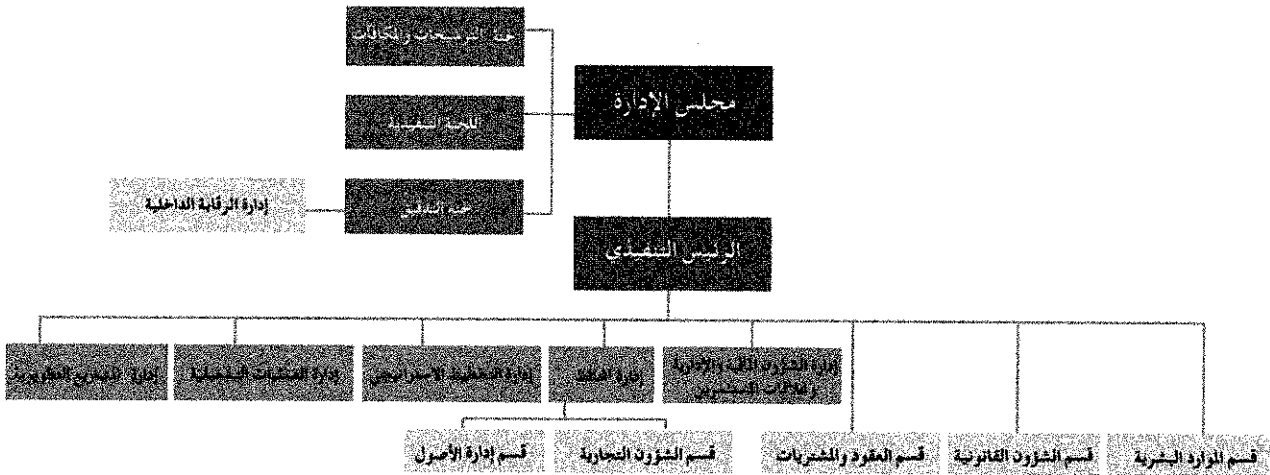 لجنة الترشيحات والمكافآت
مجلس الإدارة
اللجنة التنفيذية
لجنة التدقيق
إدارة الرقابة الداخلية
الرئيس التنفيذي
إدارة الشؤون المالية والإدارية
وعلاقات المستثمرين
إدارة
إدارة التخطيط الاستراتيجي
إدارة العمليات التشغيلية
إدارة المشاريع التطويرية
قسم الموارد البشرية
قسم الشؤون القانونية
قسم العقود والمشتريات
قسم الشؤون التجارية
قسم إدارة الأصول